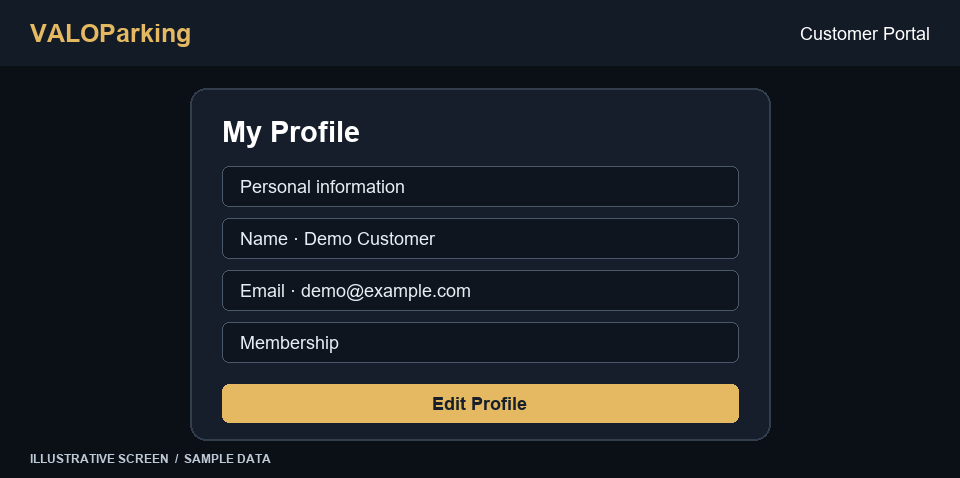 VALOParking
Customer Portal
My Profile
Personal information
Name · Demo Customer
Email · demo@example.com
Membership
Edit Profile
ILLUSTRATIVE SCREEN / SAMPLE DATA